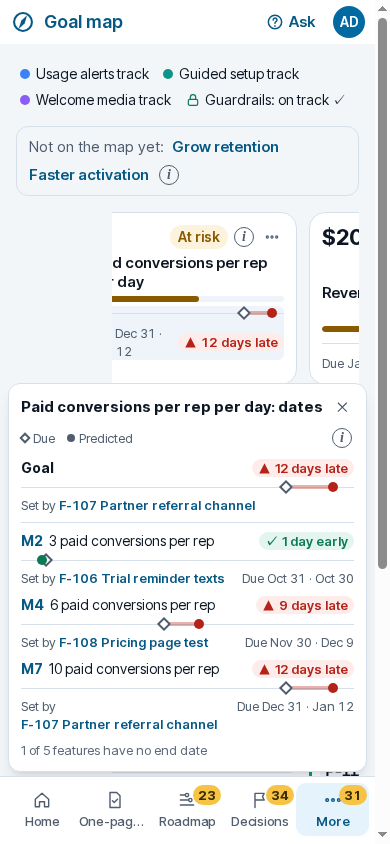 Goal map
Ask
AD
Usage alerts track
Guided setup track
Welcome media track
Guardrails: on track ✓
Not on the map yet: Grow retention
Faster activation
i
At risk
i
d conversions per rep
r day
Dec 31 ·
12
▲ 12 days late
$20
Rever
Due Ja
Paid conversions per rep per day: dates
Due
Predicted
i
Goal
▲ 12 days late
Set by F-107 Partner referral channel
M2 3 paid conversions per rep
✓ 1 day early
Set by F-106 Trial reminder texts
Due Oct 31 · Oct 30
M4 6 paid conversions per rep
▲ 9 days late
Set by F-108 Pricing page test
Due Nov 30 · Dec 9
M7 10 paid conversions per rep
▲ 12 days late
Set by
F-107 Partner referral channel
Due Dec 31 · Jan 12
1 of 5 features have no end date
Home
One-pag...
23
Roadmap
34
Decisions
31
More